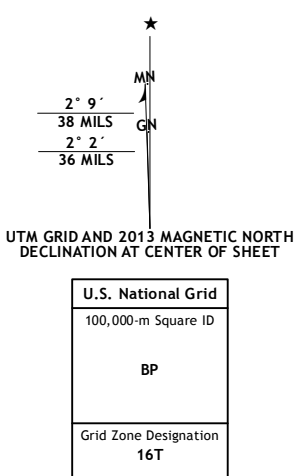 MN
2° 9´
38 MILS
GN
2° 2´
36 MILS
UTM GRID AND 2013 MAGNETIC NORTH
DECLINATION AT CENTER OF SHEET
U.S. National Grid
100,000-m Square ID
BP
Grid Zone Designation
16T